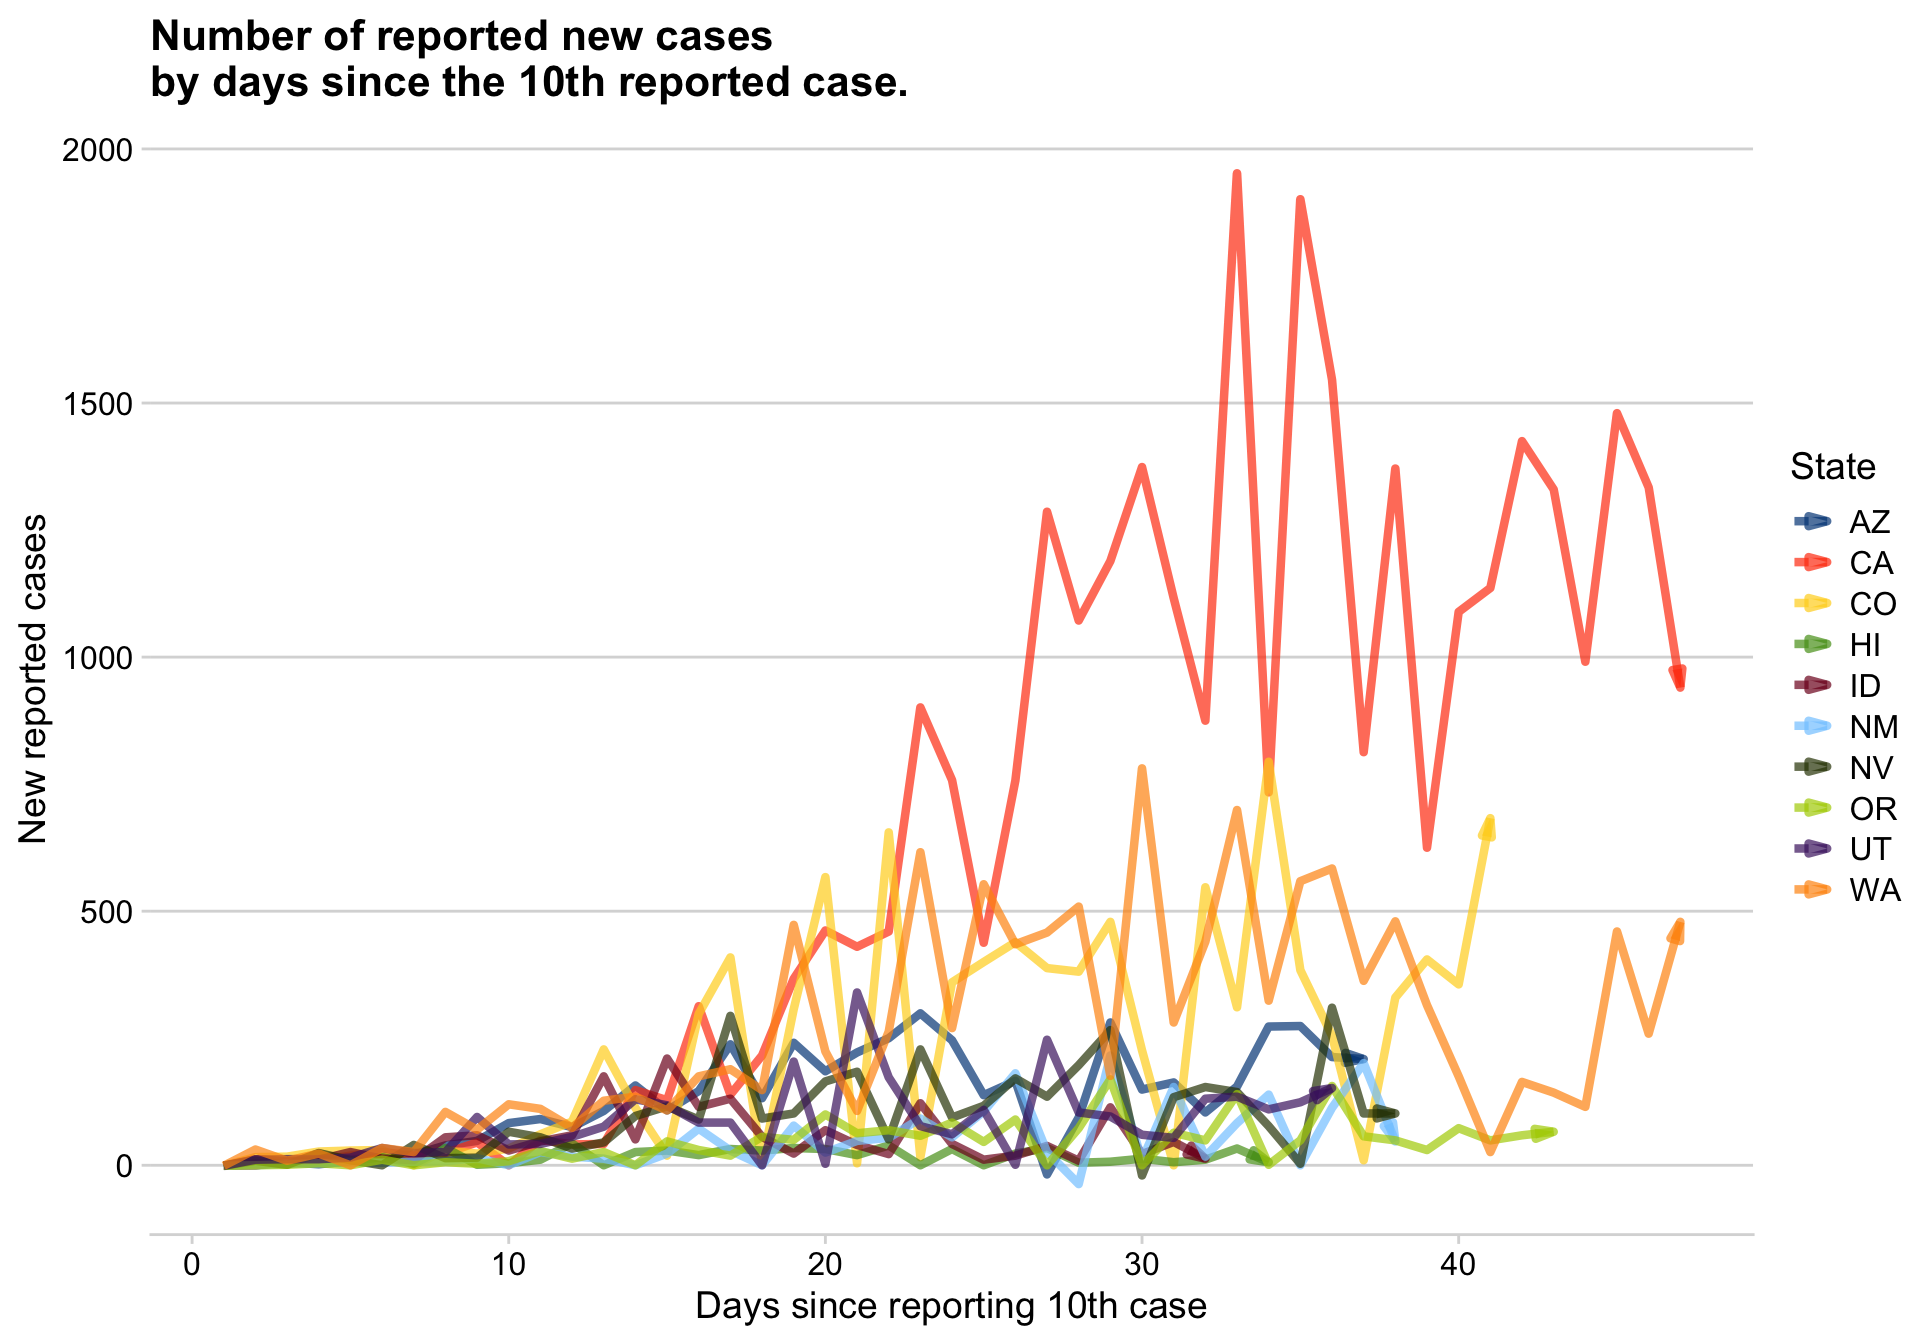 Number of reported new cases
by days since the 10th reported case.
2000
1500
1000
500
0
New reported cases
0 10 20 30 40
Days since reporting 10th case
State
AZ
CA
CO
HI
ID
NM
NV
OR
UT
WA